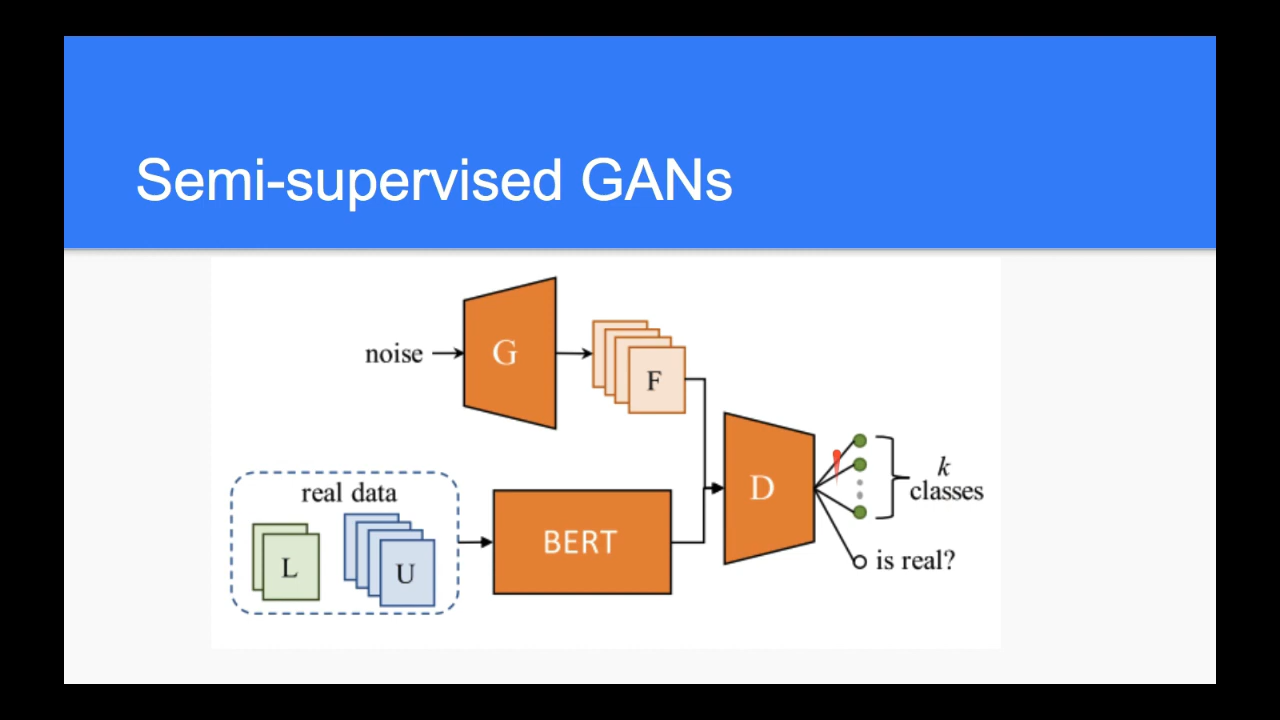 Semi-supervised GANs
noise
G
F
real data
L
U
BERT
D
k
classes
is real?